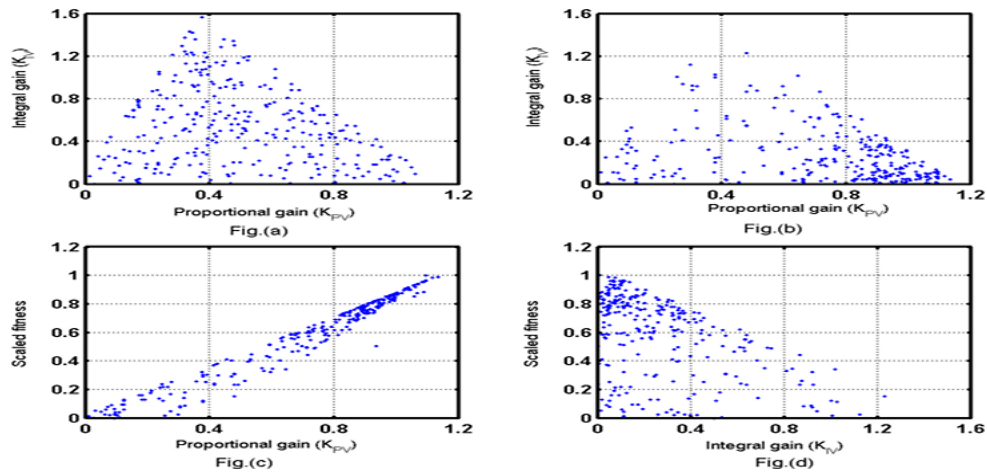 1.6
1.2
0.8
0.4
0
Integral gain (K_IV)
0 0.4 0.8 1.2
Proportional gain (K_PV)
Fig.(a)
1.6
1.2
0.8
0.4
0
Integral gain (K_IV)
0 0.4 0.8 1.2
Proportional gain (K_PV)
Fig.(b)
1.2
1
0.8
0.6
0.4
0.2
0
Scaled fitness
0 0.4 0.8 1.2
Proportional gain (K_PV)
Fig.(c)
1.2
1
0.8
0.6
0.4
0.2
0
Scaled fitness
0 0.4 0.8 1.2 1.6
Integral gain (K_IV)
Fig.(d)